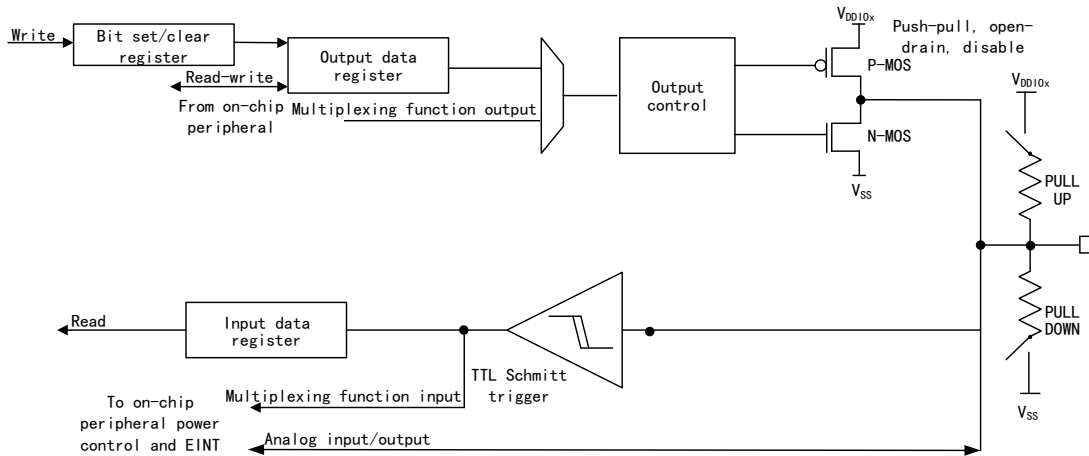 Write
Bit set/clear
register
Read-write
From on-chip
peripheral
Output data
register
Multiplexing function output
Output
control
V_DDIOx
Push-pull, open-
drain, disable
P-MOS
N-MOS
V_SS
V_DDIOx
PULL
UP
PULL
DOWN
V_SS
Read
Input data
register
TTL Schmitt
trigger
Multiplexing function input
To on-chip
peripheral power
control and EINT
Analog input/output